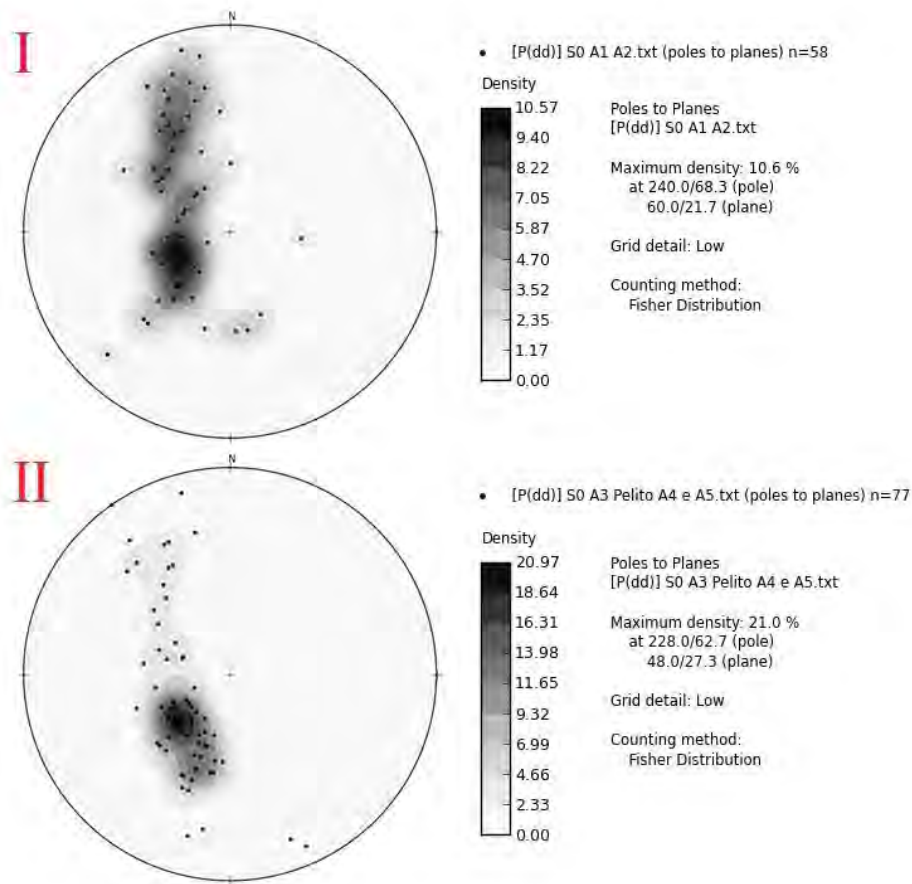 I
N
[P(dd)] S0 A1 A2.txt (poles to planes) n=58
Density
10.57
9.40
8.22
7.05
5.87
4.70
3.52
2.35
1.17
0.00
Poles to Planes
[P(dd)] S0 A1 A2.txt
Maximum density: 10.6 %
at 240.0/68.3 (pole)
60.0/21.7 (plane)
Grid detail: Low
Counting method:
Fisher Distribution
II
N
[P(dd)] S0 A3 Pelito A4 e A5.txt (poles to planes) n=77
Density
20.97
18.64
16.31
13.98
11.65
9.32
6.99
4.66
2.33
0.00
Poles to Planes
[P(dd)] S0 A3 Pelito A4 e A5.txt
Maximum density: 21.0 %
at 228.0/62.7 (pole)
48.0/27.3 (plane)
Grid detail: Low
Counting method:
Fisher Distribution